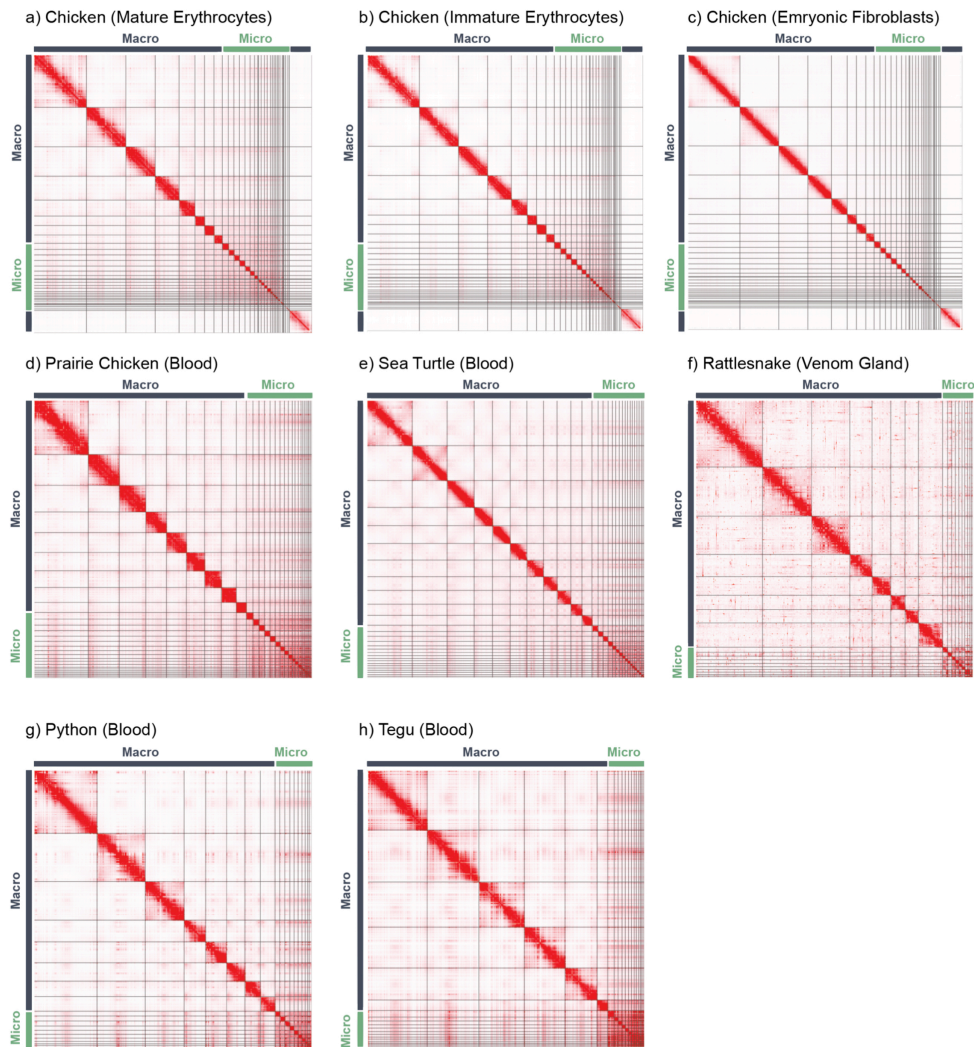 a) Chicken (Mature Erythrocytes)
b) Chicken (Immature Erythrocytes)
c) Chicken (Emryonic Fibroblasts)
Macro
Micro
Macro
Micro
Macro
Micro
Macro
Micro
Macro
Micro
Macro
Micro
d) Prairie Chicken (Blood)
e) Sea Turtle (Blood)
f) Rattlesnake (Venom Gland)
Macro
Micro
Macro
Micro
Macro
Micro
Macro
Micro
Macro
Micro
Macro
Micro
g) Python (Blood)
h) Tegu (Blood)
Macro
Micro
Macro
Micro
Macro
Micro
Macro
Micro